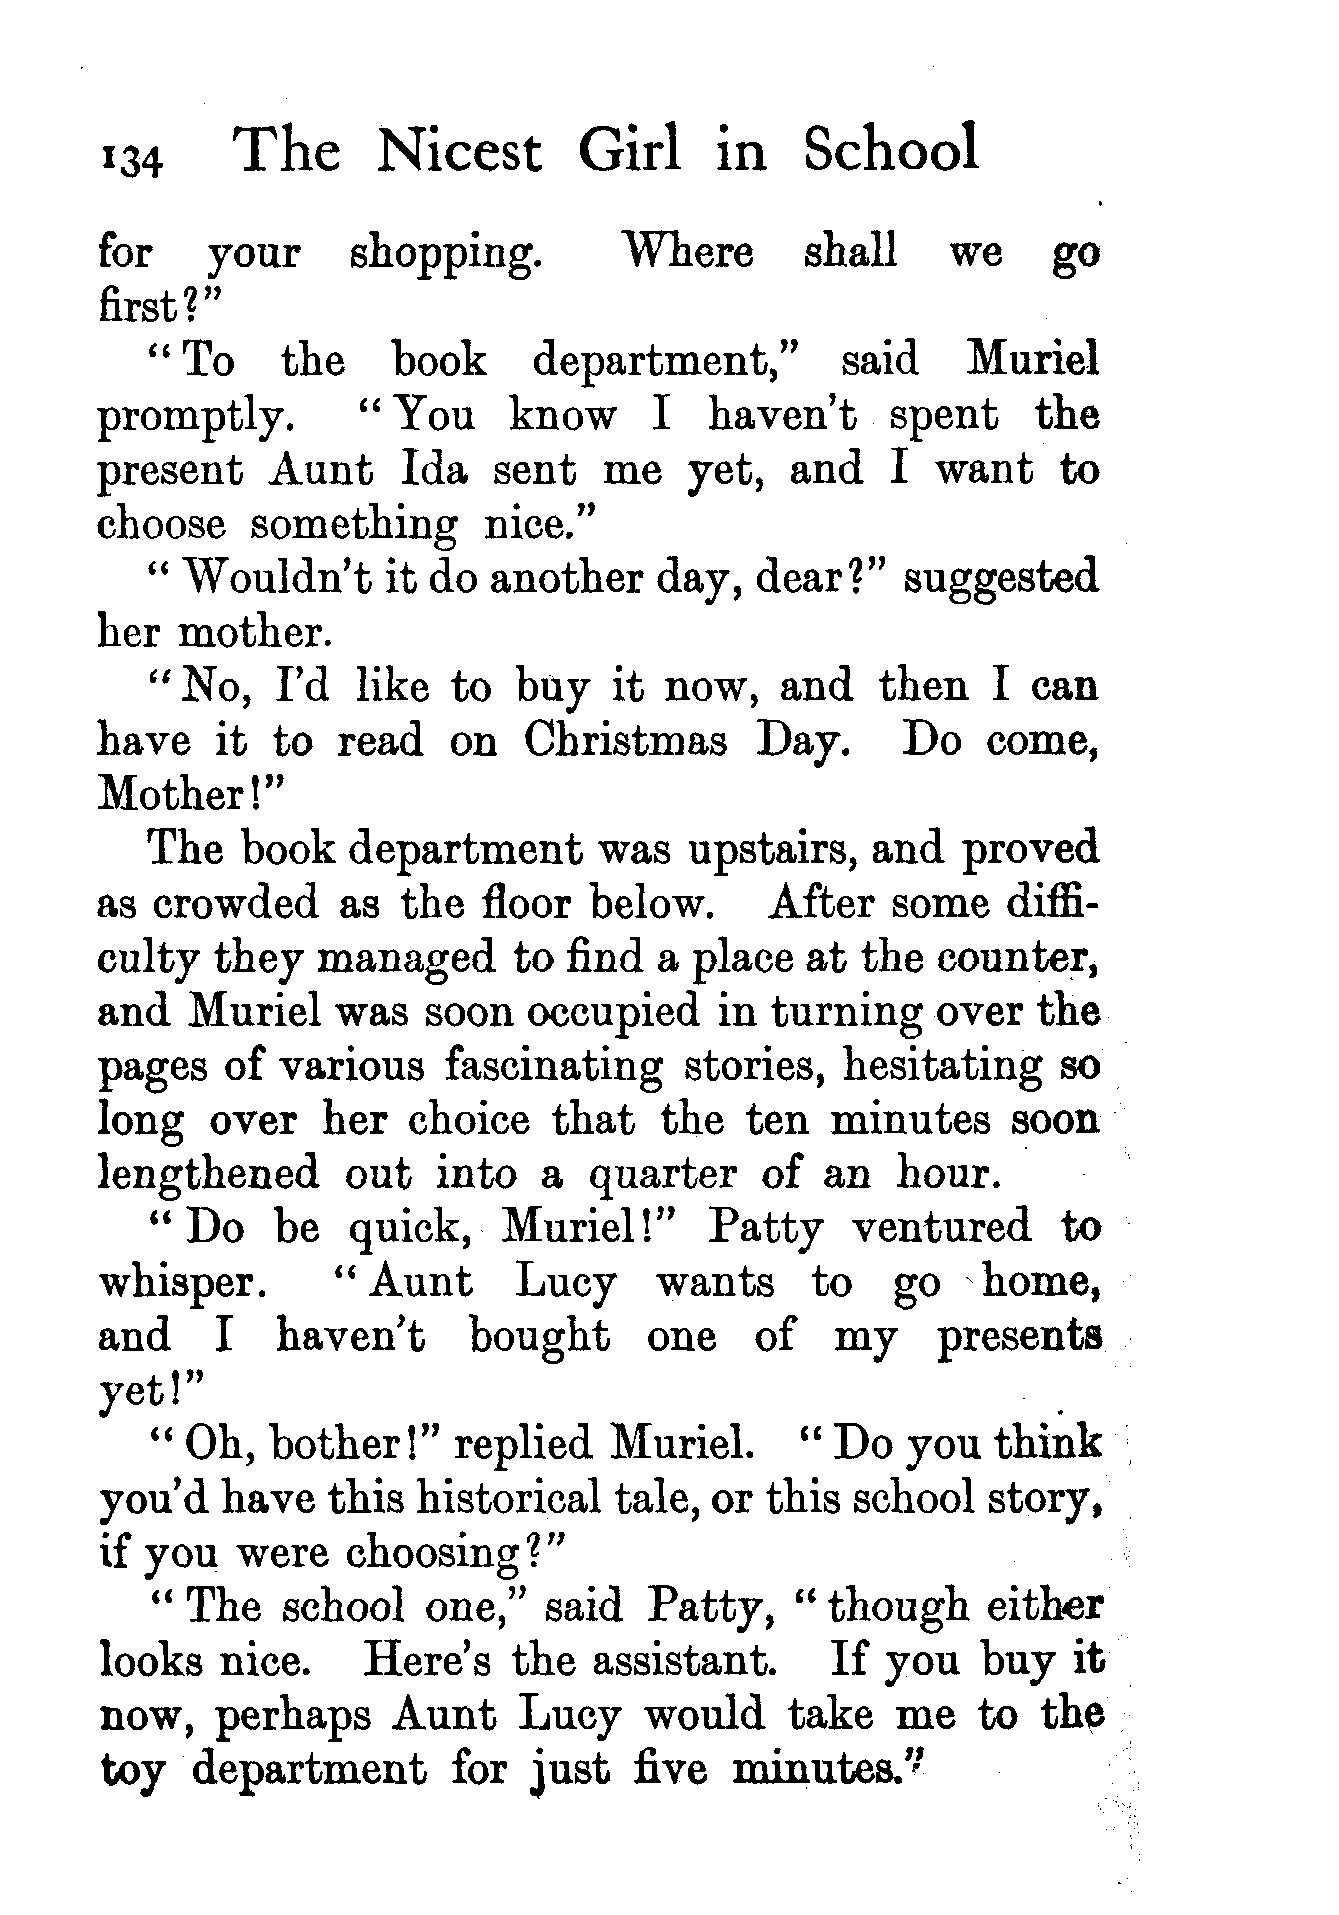 134 The Nicest Girl in School
for your shopping. Where shall we go
first?”
“To the book department,” said Muriel
promptly. “You know I haven’t spent the
present Aunt Ida sent me yet, and I want to
choose something nice.”
“Wouldn’t it do another day, dear?” suggested
her mother.
“No, I’d like to buy it now, and then I can
have it to read on Christmas Day. Do come,
Mother!”
The book department was upstairs, and proved
as crowded as the floor below. After some diffi-
culty they managed to find a place at the counter,
and Muriel was soon occupied in turning over the
pages of various fascinating stories, hesitating so
long over her choice that the ten minutes soon
lengthened out into a quarter of an hour.
“Do be quick, Muriel!” Patty ventured to
whisper. “Aunt Lucy wants to go home,
and I haven’t bought one of my presents
yet!”
“Oh, bother!” replied Muriel. “Do you think
you’d have this historical tale, or this school story,
if you were choosing?”
“The school one,” said Patty, “though either
looks nice. Here’s the assistant. If you buy it
now, perhaps Aunt Lucy would take me to the
toy department for just five minutes.”